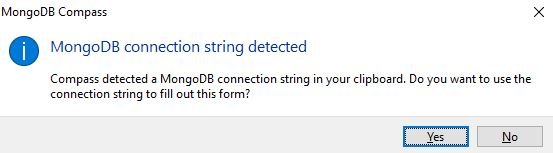 MongoDB Compass
MongoDB connection string detected
Compass detected a MongoDB connection string in your clipboard. Do you want to use the
connection string to fill out this form?
Yes No